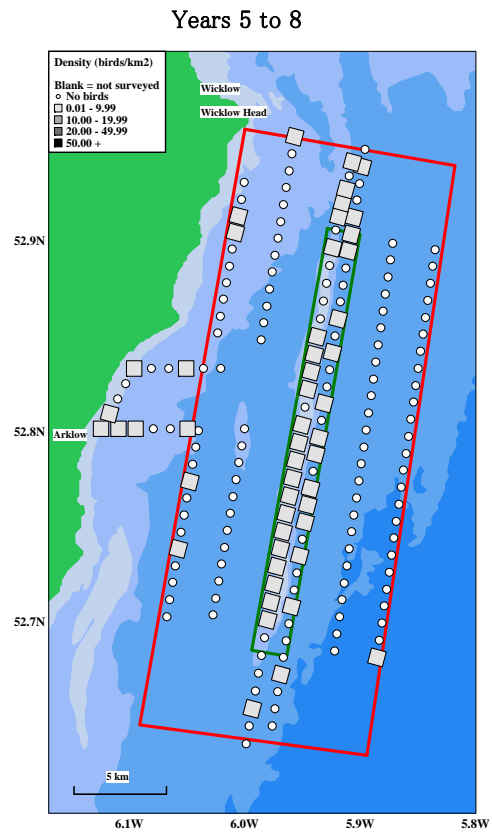 Years 5 to 8
Density (birds/km2)
Blank = not surveyed
No birds
0.01 - 9.99
10.00 - 19.99
20.00 - 49.99
50.00 +
Wicklow
Wicklow Head
52.9N
52.8N
Arklow
52.7N
5 km
6.1W 6.0W 5.9W 5.8W